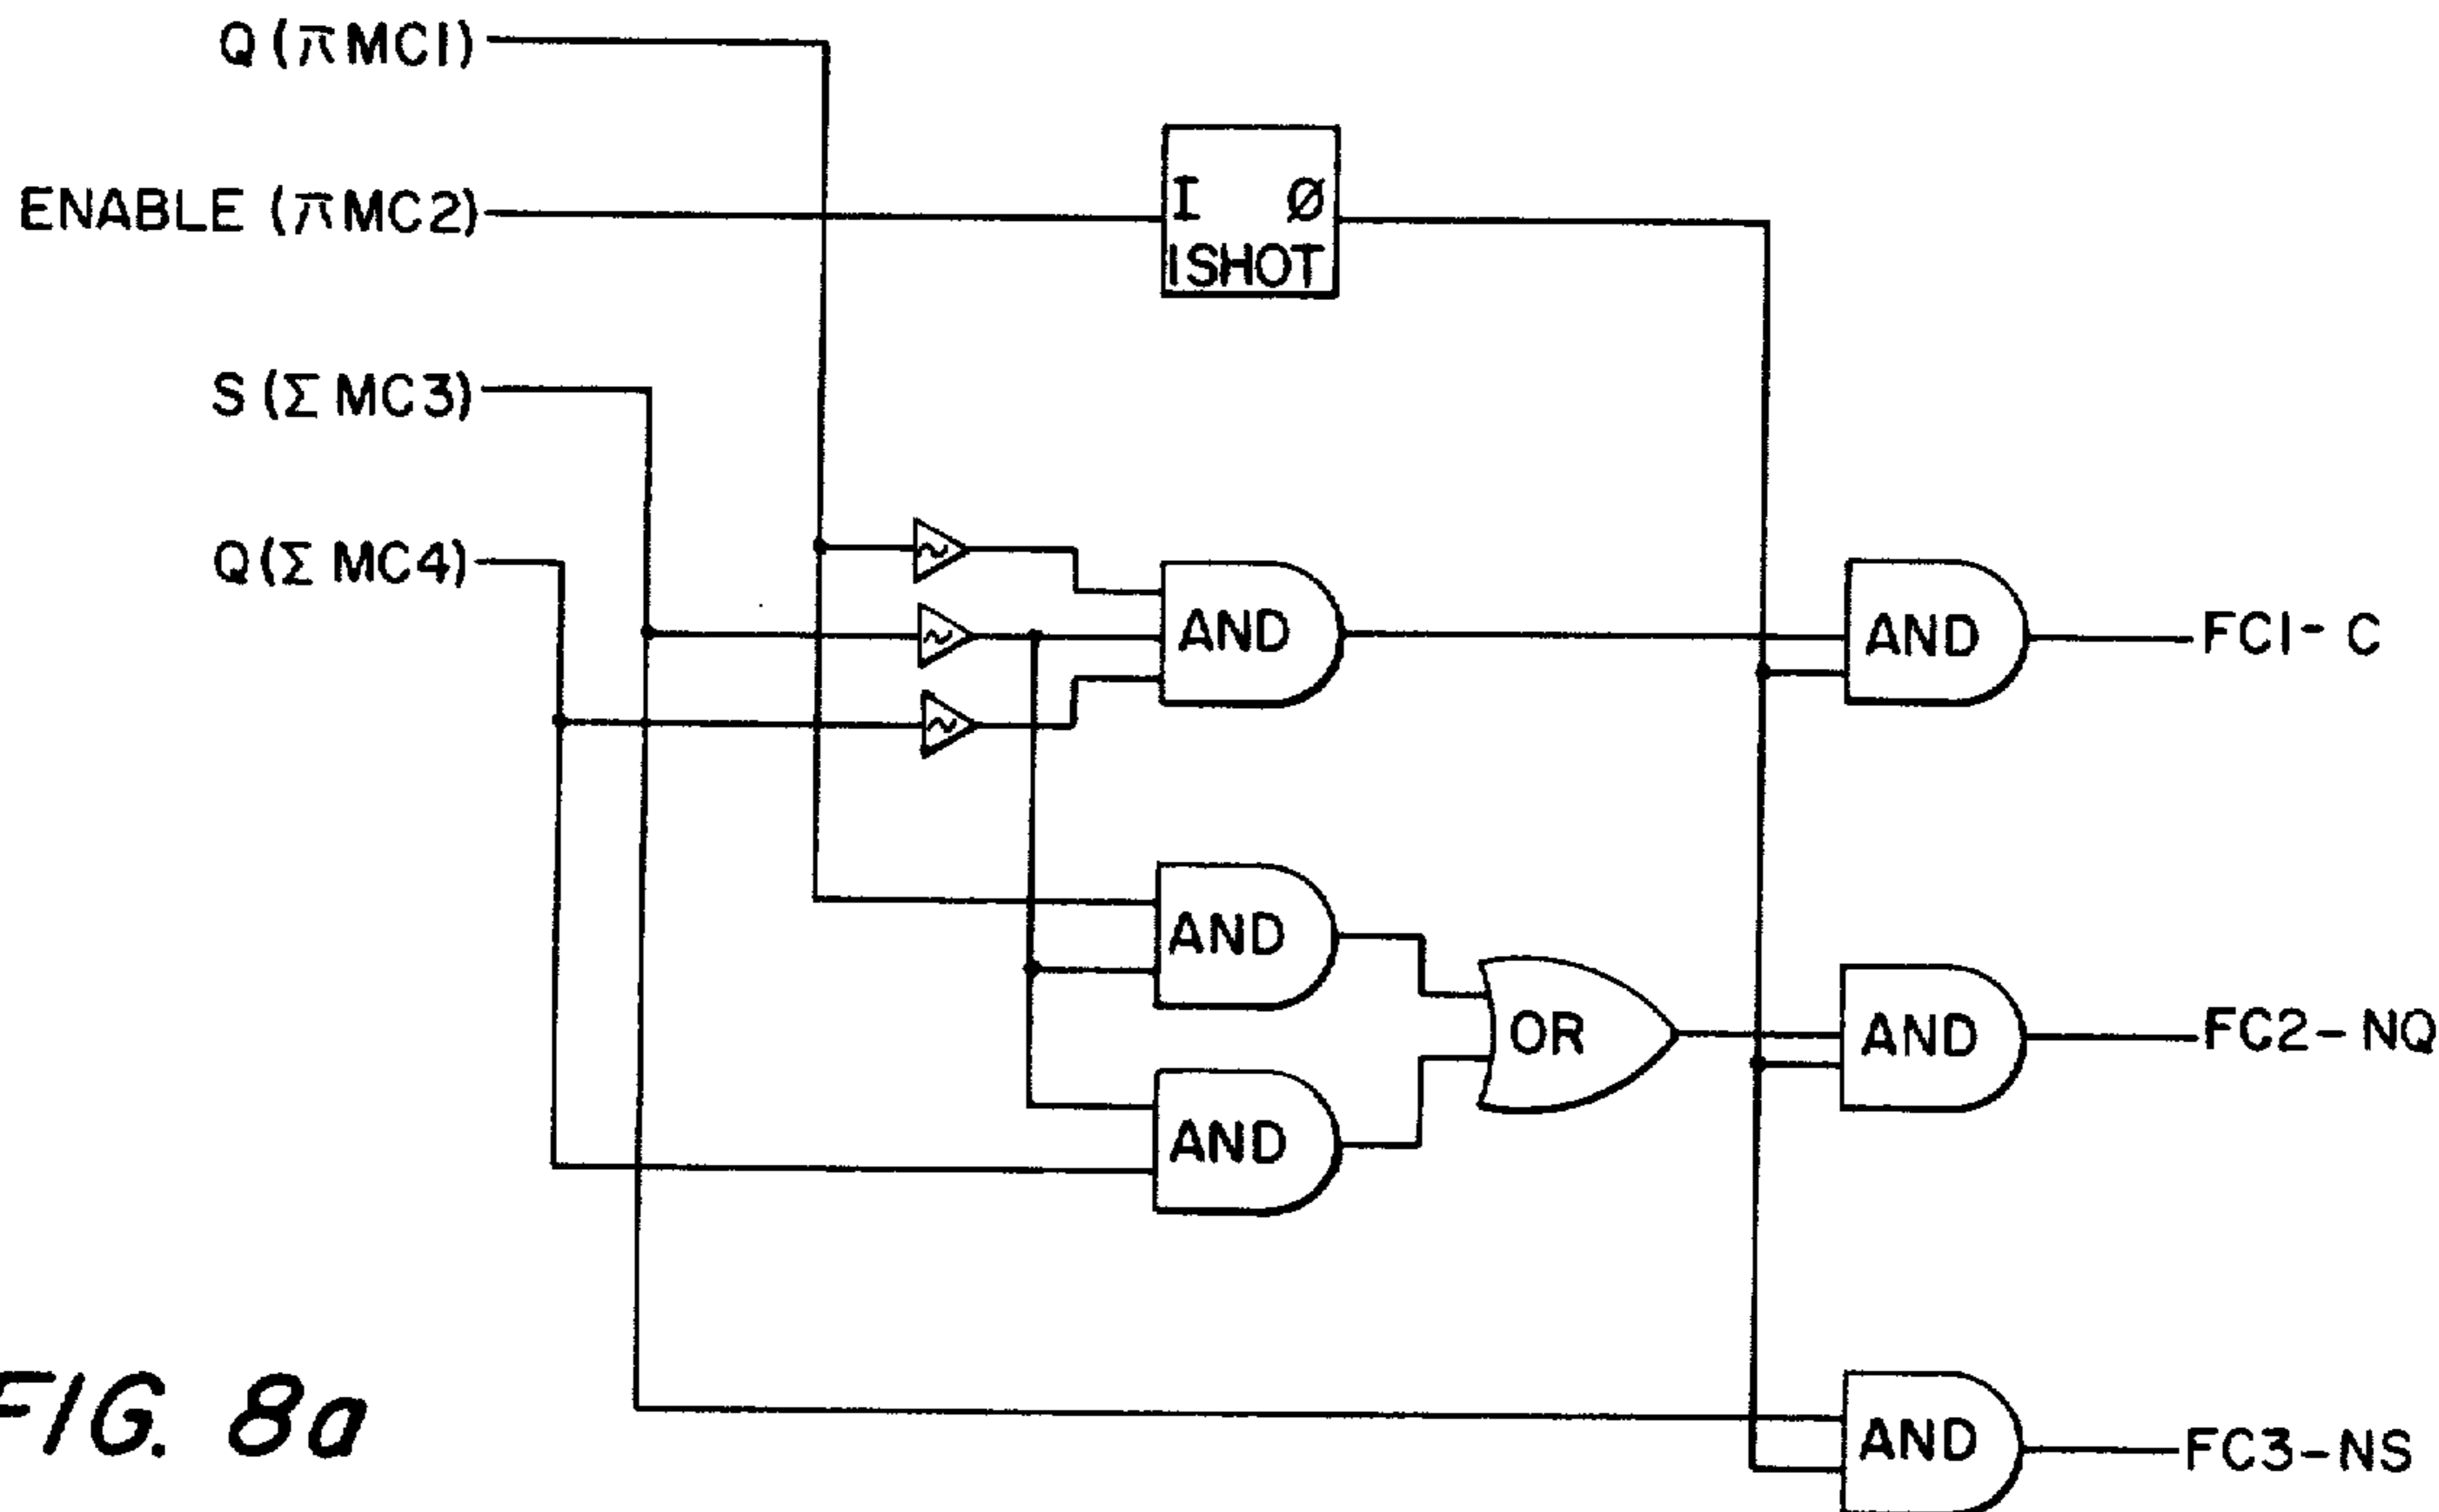 Q (πMC1)
ENABLE (πMC2)
I Ø
1SHOT
S (Σ MC3)
Q (Σ MC4)
~
~
~
AND
AND
FC1- C
AND
OR
AND
FC2-NQ
AND
AND
FC3-NS
FIG. 8a